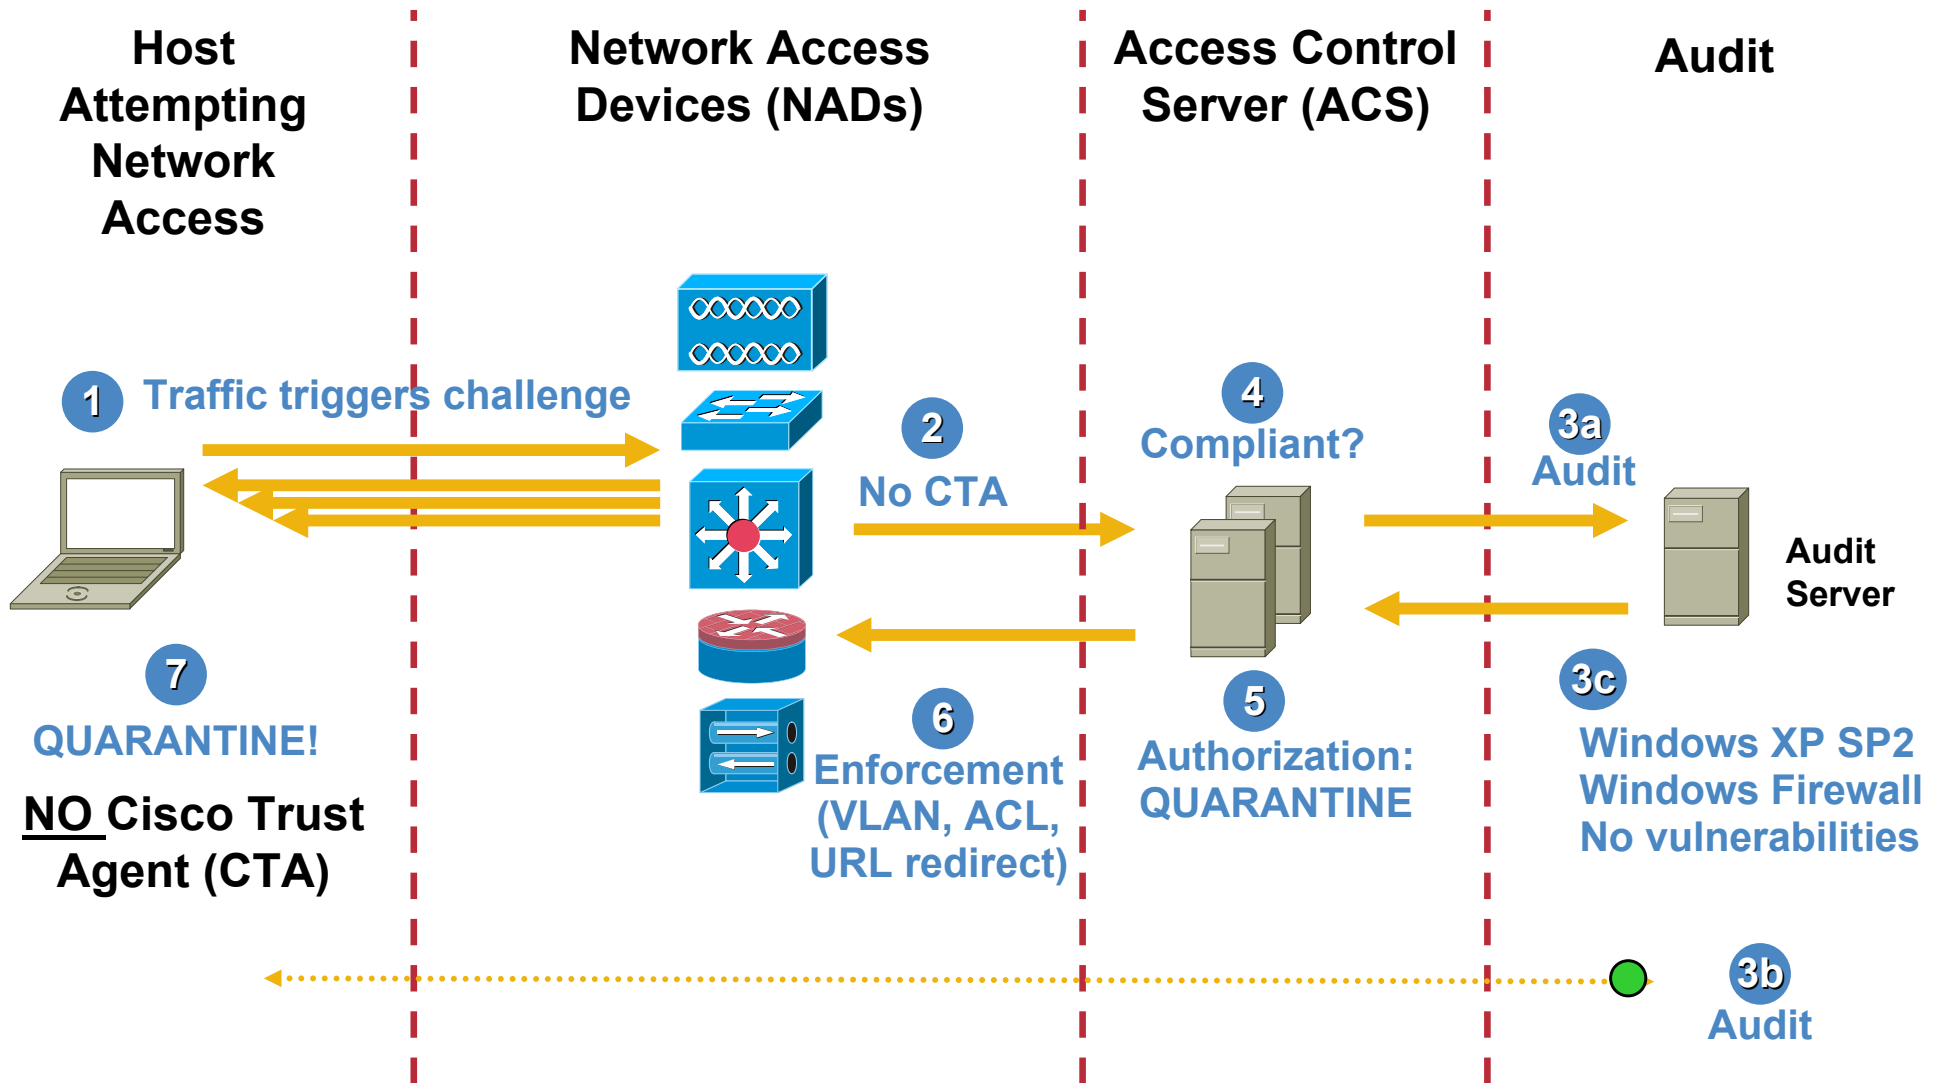 Host
Attempting
Network
Access
Network Access
Devices (NADs)
Access Control
Server (ACS)
Audit
1 Traffic triggers challenge
2
No CTA
4
Compliant?
3a
Audit
Audit
Server
7
QUARANTINE!
NO Cisco Trust
Agent (CTA)
6
Enforcement
(VLAN, ACL,
URL redirect)
5
Authorization:
QUARANTINE
3c
Windows XP SP2
Windows Firewall
No vulnerabilities
3b
Audit